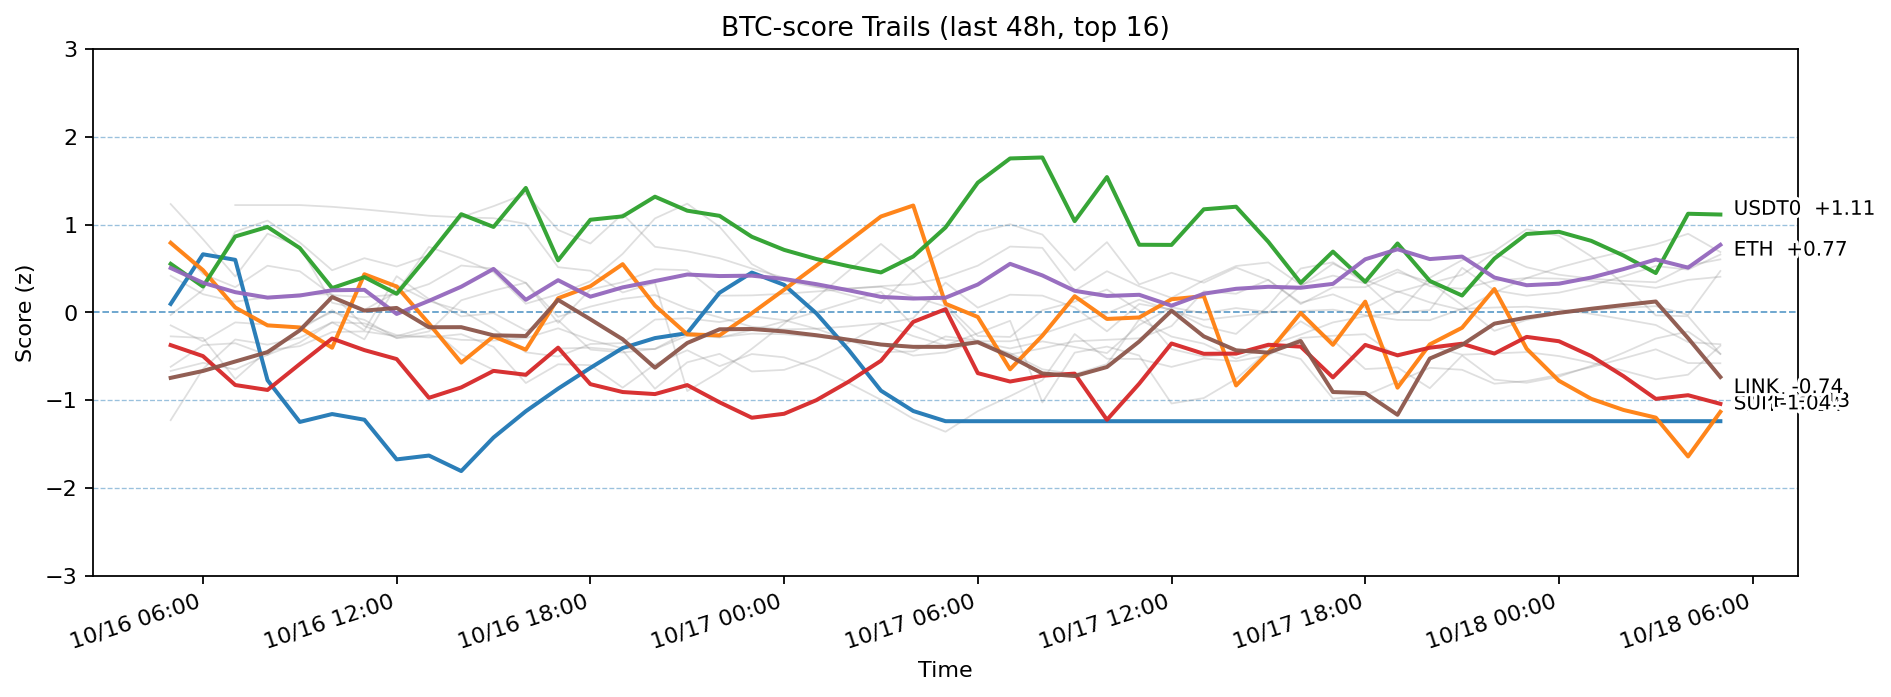 BTC-score Trails (last 48h, top 16)
Score (z)
3
2
1
0
−1
−2
−3
USDT0 +1.11
ETH +0.77
LINK -0.74
SUI -1.04
10/16 06:00
10/16 12:00
10/16 18:00
10/17 00:00
10/17 06:00
10/17 12:00
10/17 18:00
10/18 00:00
10/18 06:00
Time